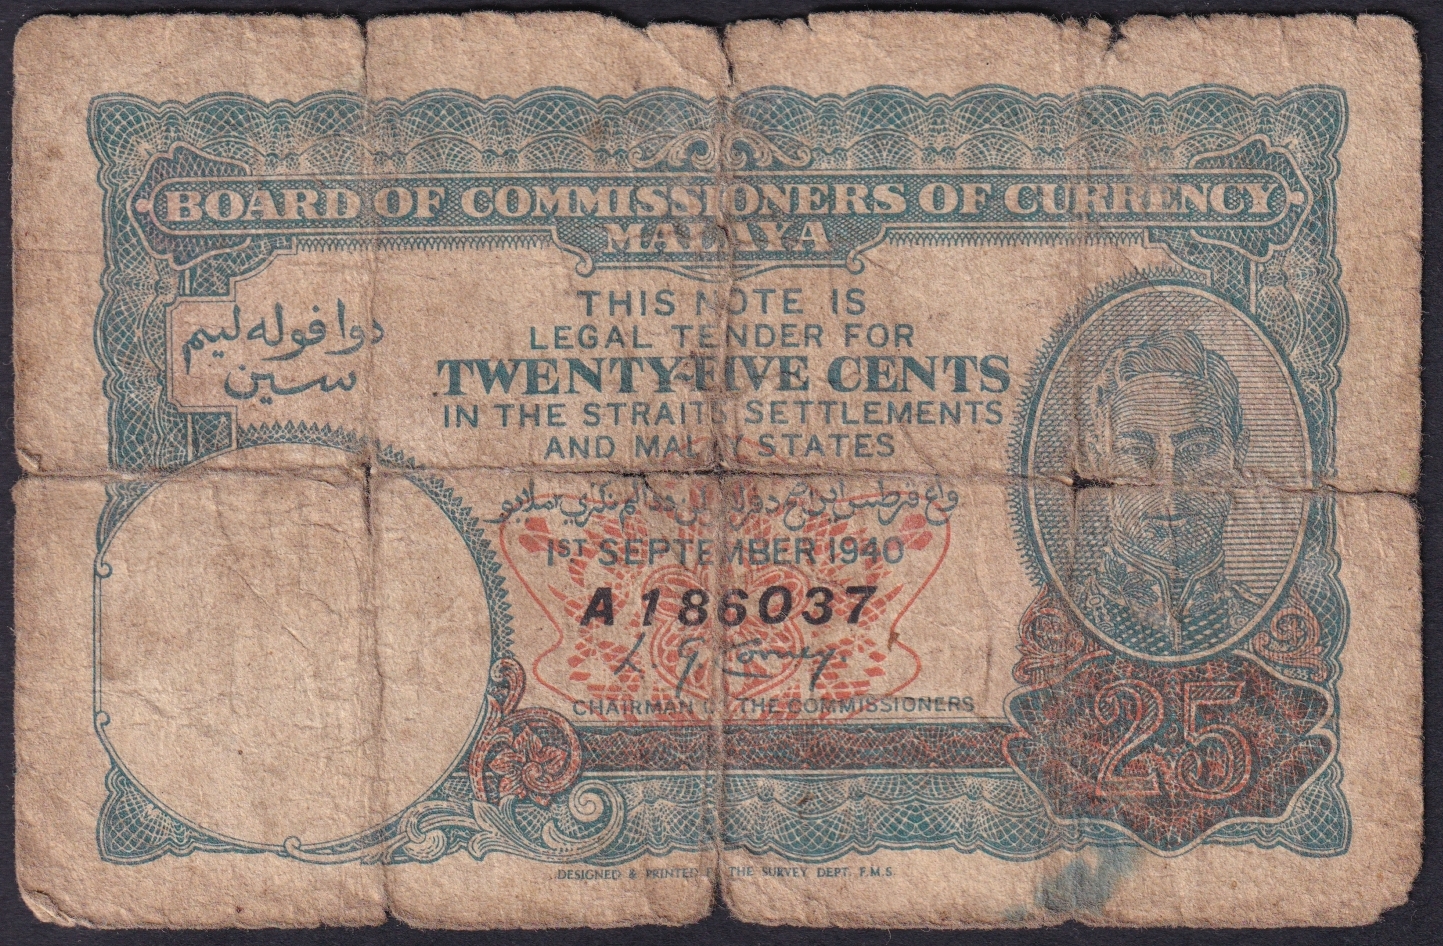 BOARD OF COMMISSIONERS OF CURRENCY
MALAYA
THIS NOTE IS
LEGAL TENDER FOR
TWENTY-FIVE CENTS
IN THE STRAITS SETTLEMENTS
AND MALAY STATES
دوا فوله ليم
سين
1ST SEPTEMBER 1940
A186037
CHAIRMAN OF THE COMMISSIONERS
25
DESIGNED & PRINTED BY THE SURVEY DEPT. F.M.S.